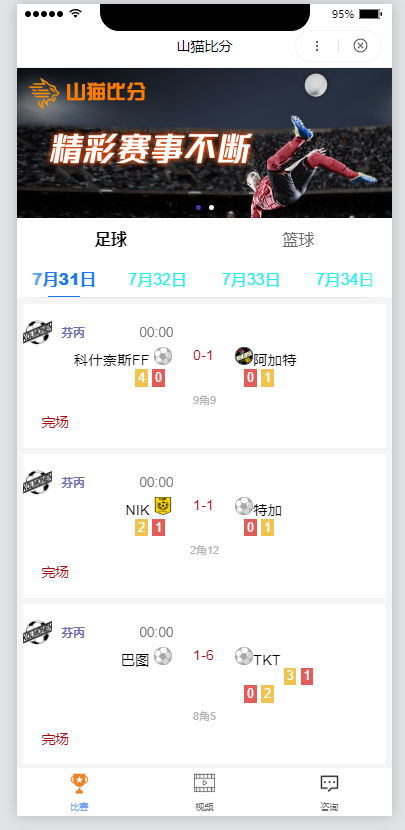 95%
山猫比分
山猫比分
精彩赛事不断
足球 篮球
7月31日 7月32日 7月33日 7月34日
芬丙 00:00
科什奈斯FF 0-1 阿加特
4 0 0 1
9角9
完场
芬丙 00:00
NIK 1-1 特加
2 1 0 1
2角12
完场
芬丙 00:00
巴图 1-6 TKT
3 1
0 2
8角5
完场
比赛 视频 咨询